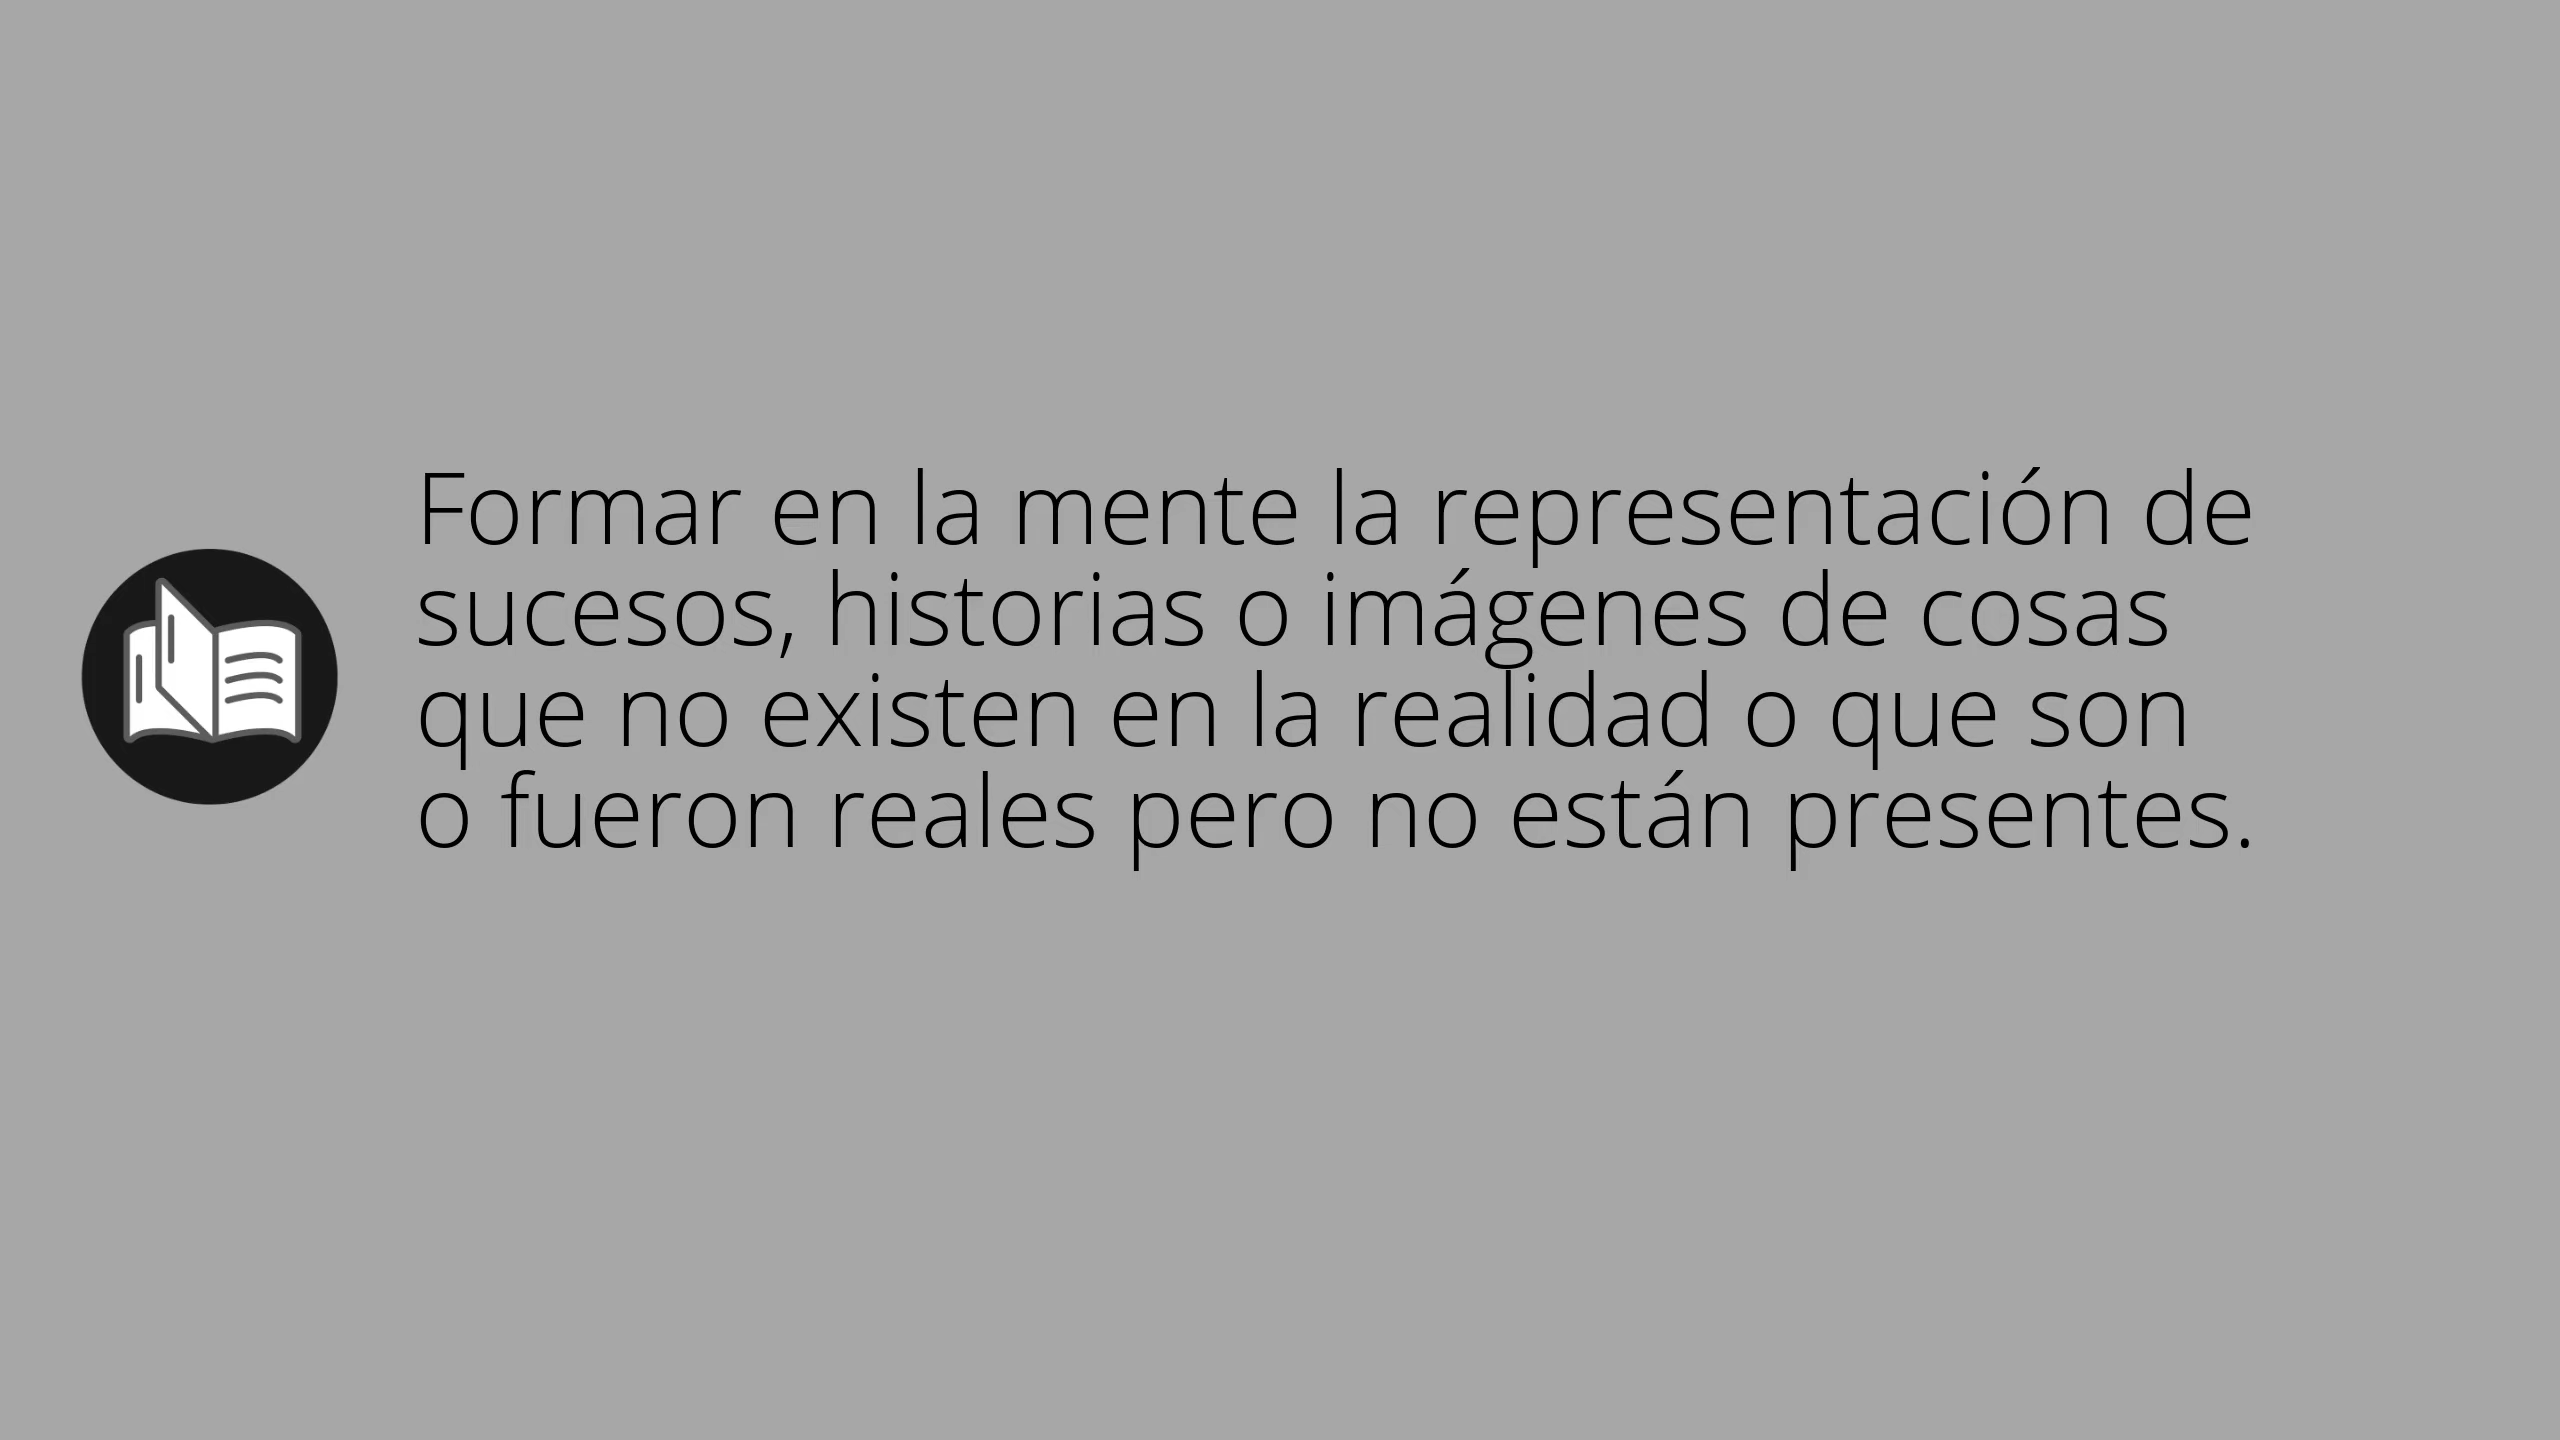 Formar en la mente la representación de
sucesos, historias o imágenes de cosas
que no existen en la realidad o que son
o fueron reales pero no están presentes.